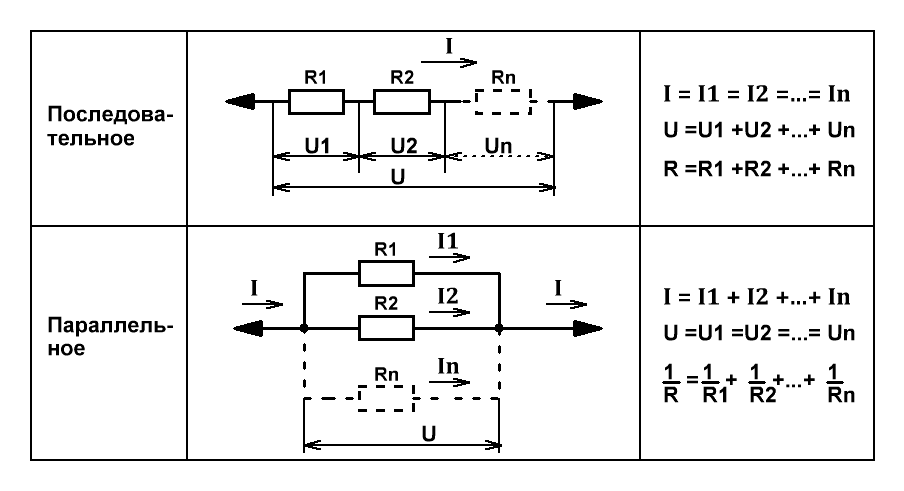 Последова-
тельное
I
R1
R2
Rn
U1
U2
Un
U
I = I1 = I2 =...= In
U =U1 +U2 +...+ Un
R =R1 +R2 +...+ Rn
Параллель-
ное
R1
I1
I
R2
I2
I
Rn
In
U
I = I1 + I2 +...+ In
U =U1 =U2 =...= Un
1/R = 1/R1 + 1/R2 +...+ 1/Rn